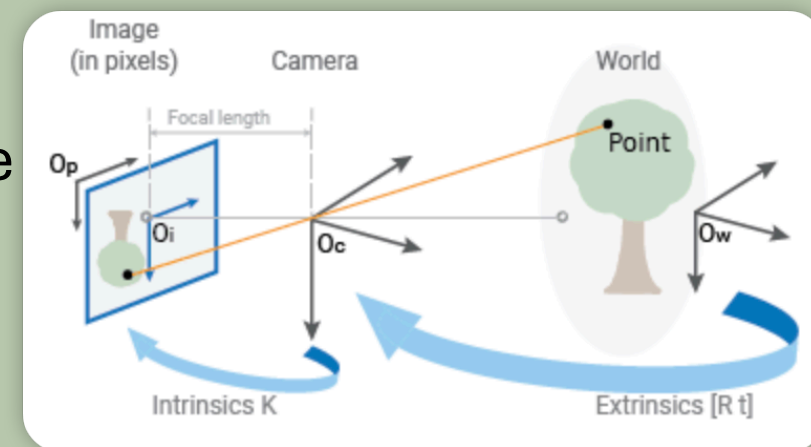 Image
(in pixels)
Camera
World
Focal length
e
Op
Point
Oi
Oc
Ow
Intrinsics K
Extrinsics [R t]